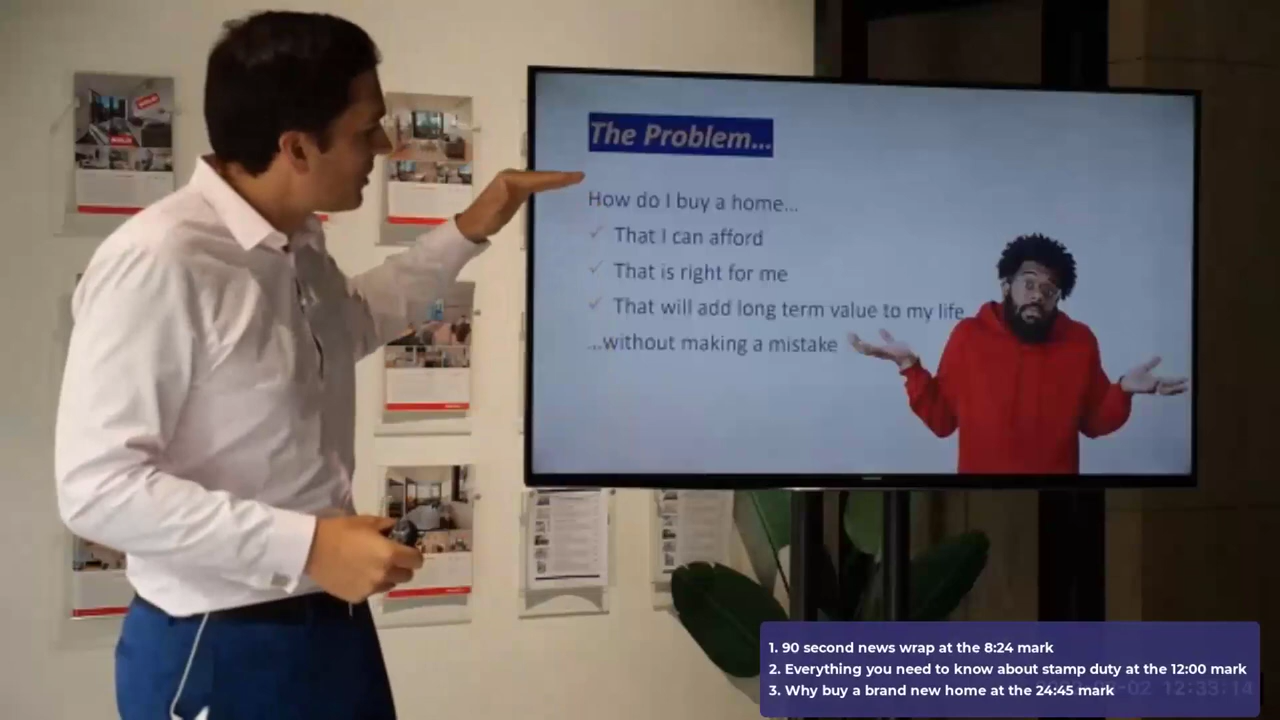 The Problem...
How do I buy a home...
✓ That I can afford
✓ That is right for me
✓ That will add long term value to my life
...without making a mistake
1. 90 second news wrap at the 8:24 mark
2. Everything you need to know about stamp duty at the 12:00 mark
3. Why buy a brand new home at the 24:45 mark
12:33:14